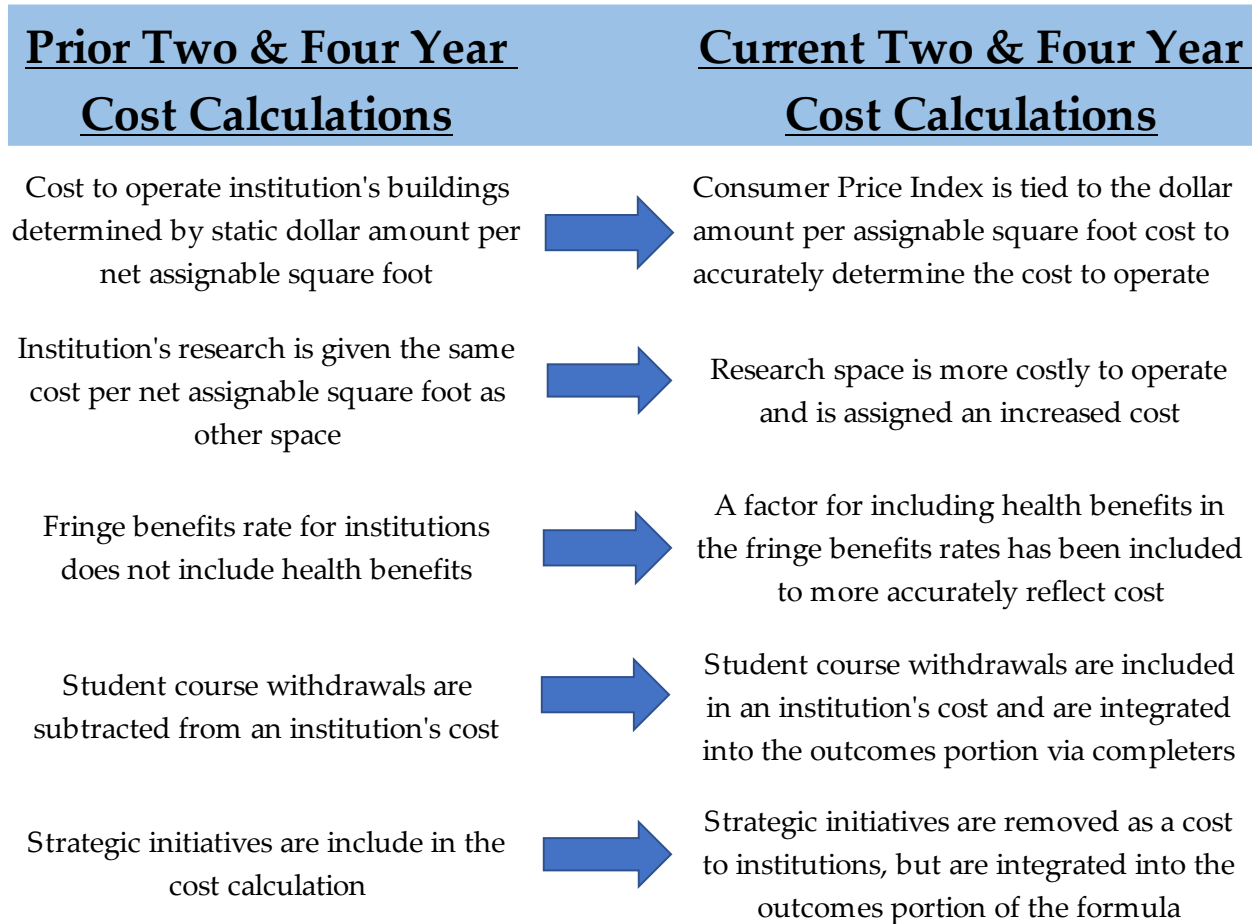 Prior Two & Four Year
Cost Calculations
Current Two & Four Year
Cost Calculations
Cost to operate institution's buildings
determined by static dollar amount per
net assignable square foot
Consumer Price Index is tied to the dollar
amount per assignable square foot cost to
accurately determine the cost to operate
Institution's research is given the same
cost per net assignable square foot as
other space
Research space is more costly to operate
and is assigned an increased cost
Fringe benefits rate for institutions
does not include health benefits
A factor for including health benefits in
the fringe benefits rates has been included
to more accurately reflect cost
Student course withdrawals are
subtracted from an institution's cost
Student course withdrawals are included
in an institution's cost and are integrated
into the outcomes portion via completers
Strategic initiatives are include in the
cost calculation
Strategic initiatives are removed as a cost
to institutions, but are integrated into the
outcomes portion of the formula